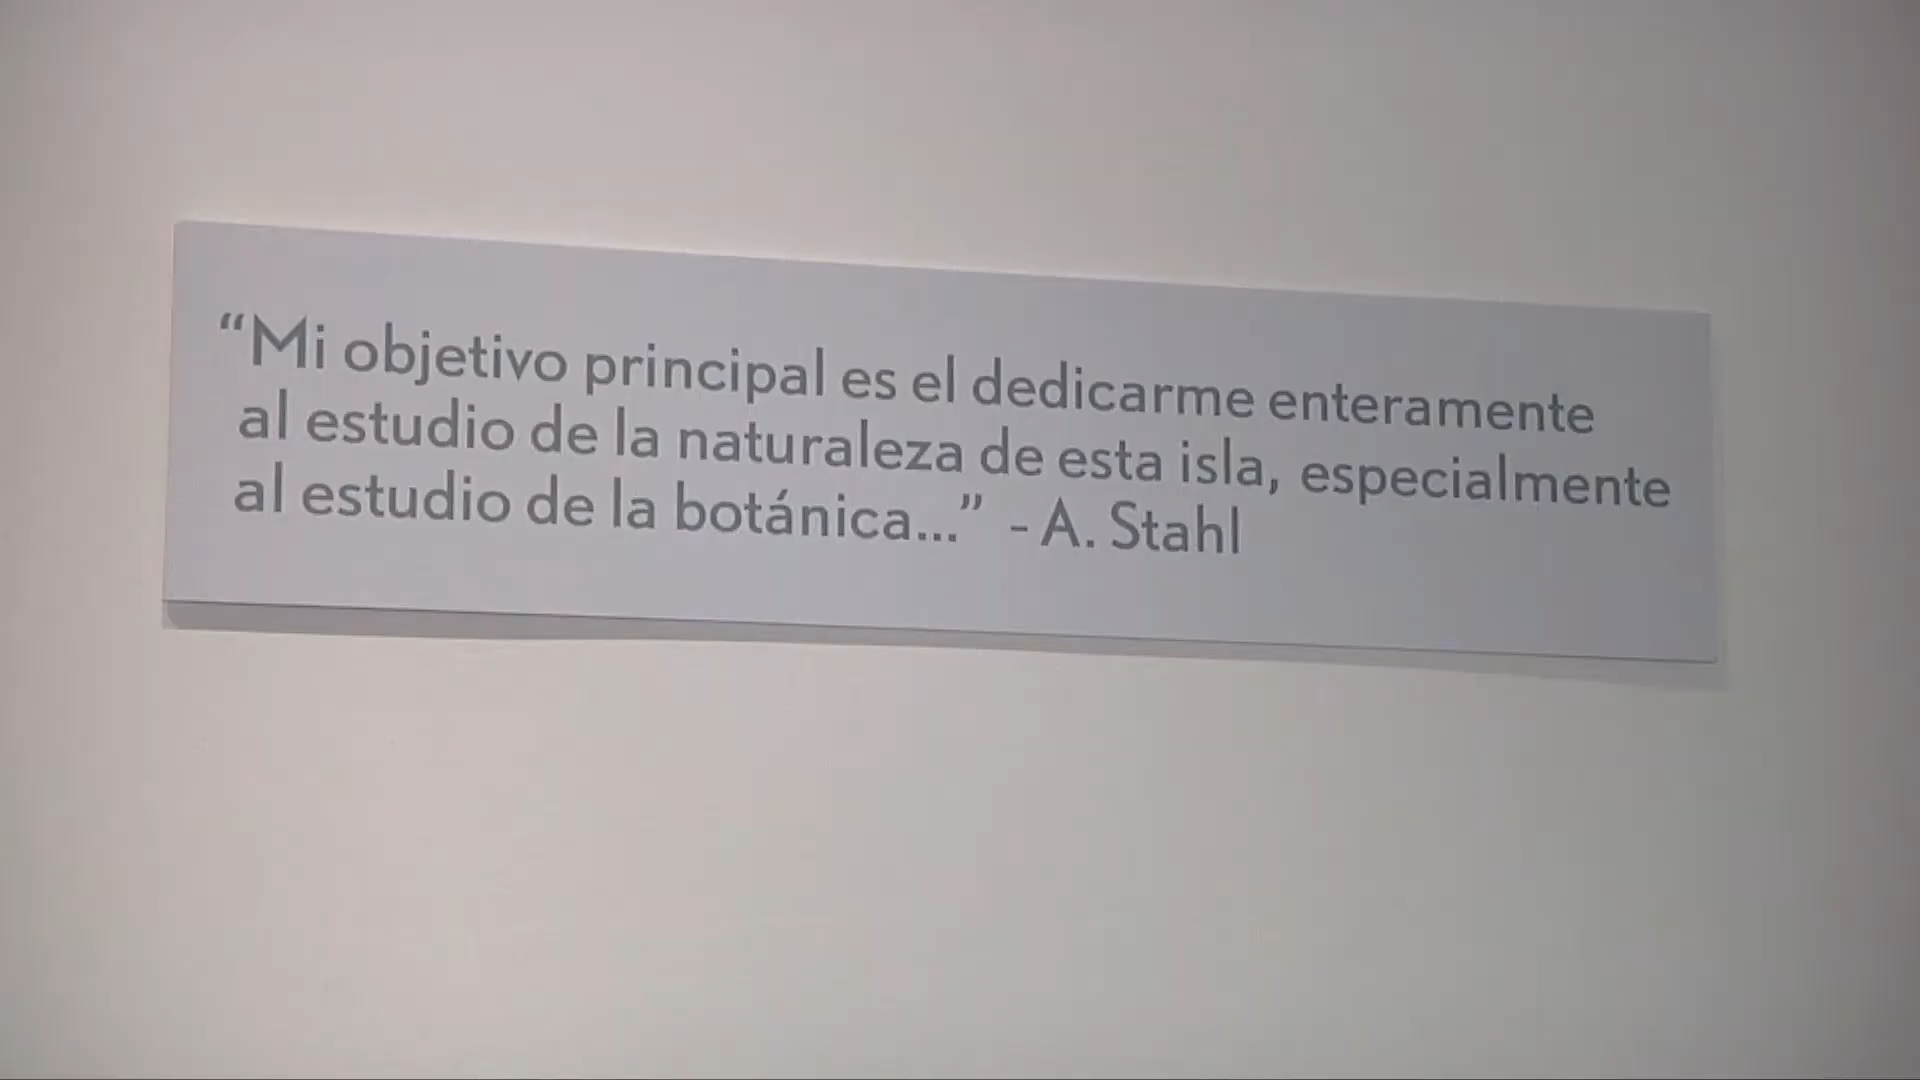 “Mi objetivo principal es el dedicarme enteramente
al estudio de la naturaleza de esta isla, especialmente
al estudio de la botánica...” - A. Stahl